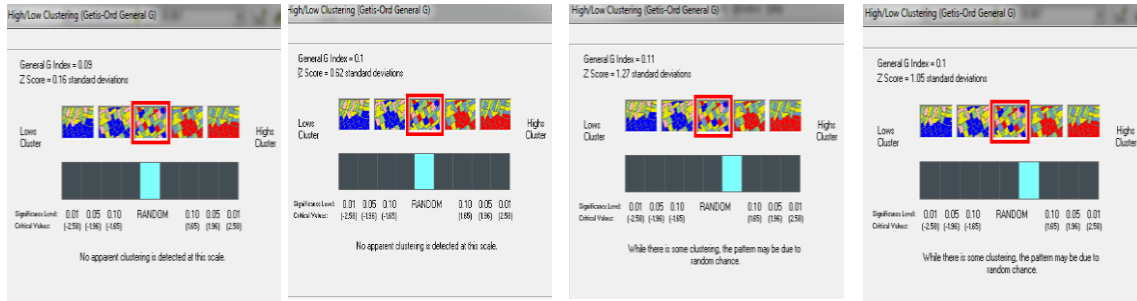 High/Low Clustering (Getis-Ord General G)
General G Index = 0.09
Z Score = 0.16 standard deviations
Lows
Cluster
Significance Level: 0.01 0.05 0.10 RANDOM 0.10 0.05 0.01
Critical Values: (-2.58) (-1.96) (-1.65) (1.65) (1.96) (2.58)
Highs
Cluster
No apparent clustering is detected at this scale.
High/Low Clustering (Getis-Ord General G)
General G Index = 0.1
Z Score = 0.62 standard deviations
Lows
Cluster
Highs
Cluster
Significance Level: 0.01 0.05 0.10 RANDOM 0.10 0.05 0.01
Critical Values: (-2.58) (-1.96) (-1.65) (1.65) (1.96) (2.58)
No apparent clustering is detected at this scale.
High/Low Clustering (Getis-Ord General G)
General G Index = 0.11
Z Score = 1.27 standard deviations
Lows
Cluster
Highs
Cluster
Significance Level: 0.01 0.05 0.10 RANDOM 0.10 0.05 0.01
Critical Values: (-2.58) (-1.96) (-1.65) (1.65) (1.96) (2.58)
While there is some clustering, the pattern may be due to
random chance.
High/Low Clustering (Getis-Ord General G)
General G Index = 0.1
Z Score = 1.05 standard deviations
Lows
Cluster
Highs
Cluster
Significance Level: 0.01 0.05 0.10 RANDOM 0.10 0.05 0.01
Critical Values: (-2.58) (-1.96) (-1.65) (1.65) (1.96) (2.58)
While there is some clustering, the pattern may be due to
random chance.